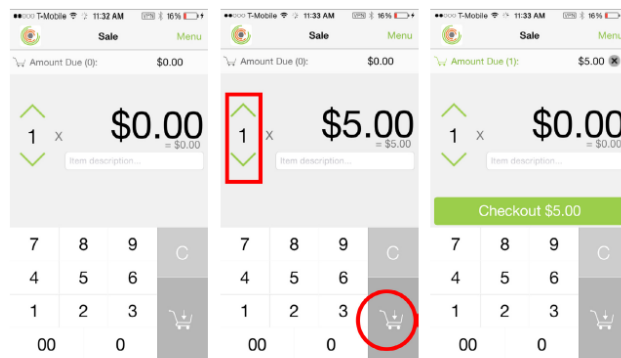 T-Mobile 11:32 AM VPN 16%
Sale Menu
Amount Due (0): $0.00
1 x $0.00
= $0.00
Item description...
7 8 9 C
4 5 6
1 2 3
00 0
T-Mobile 11:33 AM VPN 16%
Sale Menu
Amount Due (0): $0.00
1 x $5.00
= $5.00
Item description...
7 8 9 C
4 5 6
1 2 3
00 0
T-Mobile 11:33 AM VPN 16%
Sale Menu
Amount Due (1): $5.00
1 x $0.00
= $0.00
Item description...
Checkout $5.00
7 8 9 C
4 5 6
1 2 3
00 0